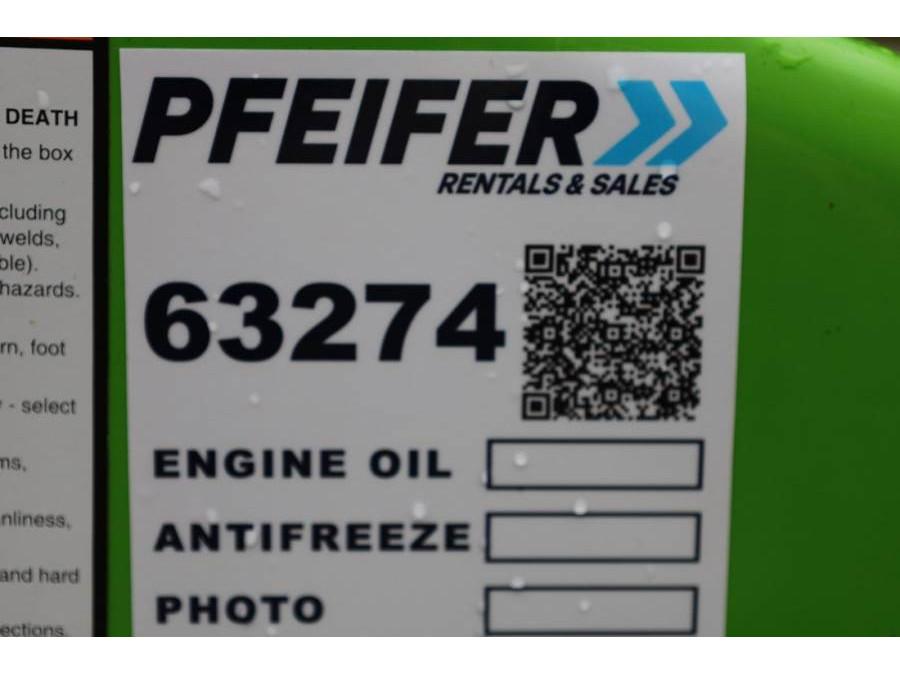 DEATH
the box
cluding
welds,
ble).
hazards.
rn, foot
- select
ms,
nliness,
and hard
ections.
PFEIFER
RENTALS & SALES
63274
ENGINE OIL
ANTIFREEZE
PHOTO